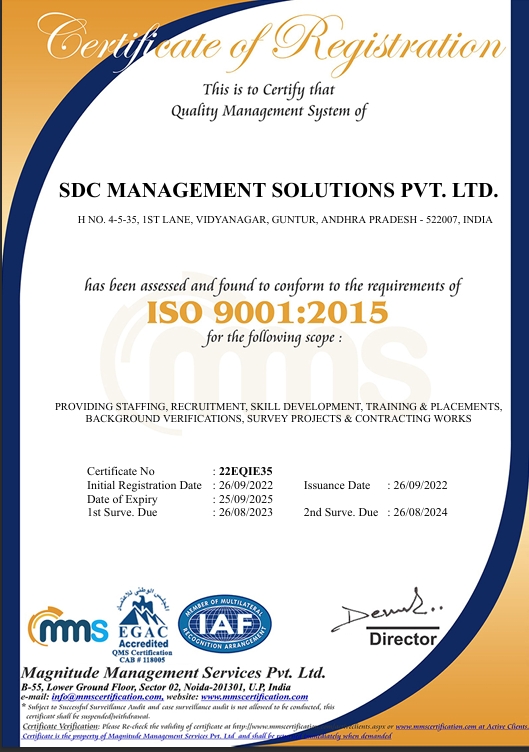 Certificate of Registration
This is to Certify that
Quality Management System of
SDC MANAGEMENT SOLUTIONS PVT. LTD.
H NO. 4-5-35, 1ST LANE, VIDYANAGAR, GUNTUR, ANDHRA PRADESH - 522007, INDIA
has been assessed and found to conform to the requirements of
ISO 9001:2015
for the following scope :
mms
PROVIDING STAFFING, RECRUITMENT, SKILL DEVELOPMENT, TRAINING & PLACEMENTS,
BACKGROUND VERIFICATIONS, SURVEY PROJECTS & CONTRACTING WORKS
Certificate No : 22EQIE35
Initial Registration Date : 26/09/2022 Issuance Date : 26/09/2022
Date of Expiry : 25/09/2025
1st Surve. Due : 26/08/2023 2nd Surve. Due : 26/08/2024
mms
EGAC
Accredited
QMS Certification
CAB # 118005
MEMBER OF MULTILATERAL
IAF
RECOGNITION ARRANGEMENT
Director
Magnitude Management Services Pvt. Ltd.
B-55, Lower Ground Floor, Sector 02, Noida-201301, U.P, India
e-mail: info@mmscertification.com, website: www.mmscertification.com
* Subject to Successful Surveillance Audit and case surveillance audit is not allowed to be conducted, this
certificate shall be suspended/withdrawal.
Certificate Verification: Please Re-check the validity of certificate at http://www.mmscertificatio clients.aspx or www.mmscertification.com at Active Clients
Certificate is the property of Magnitude Management Services Pvt. Ltd and shall be immediately when demanded